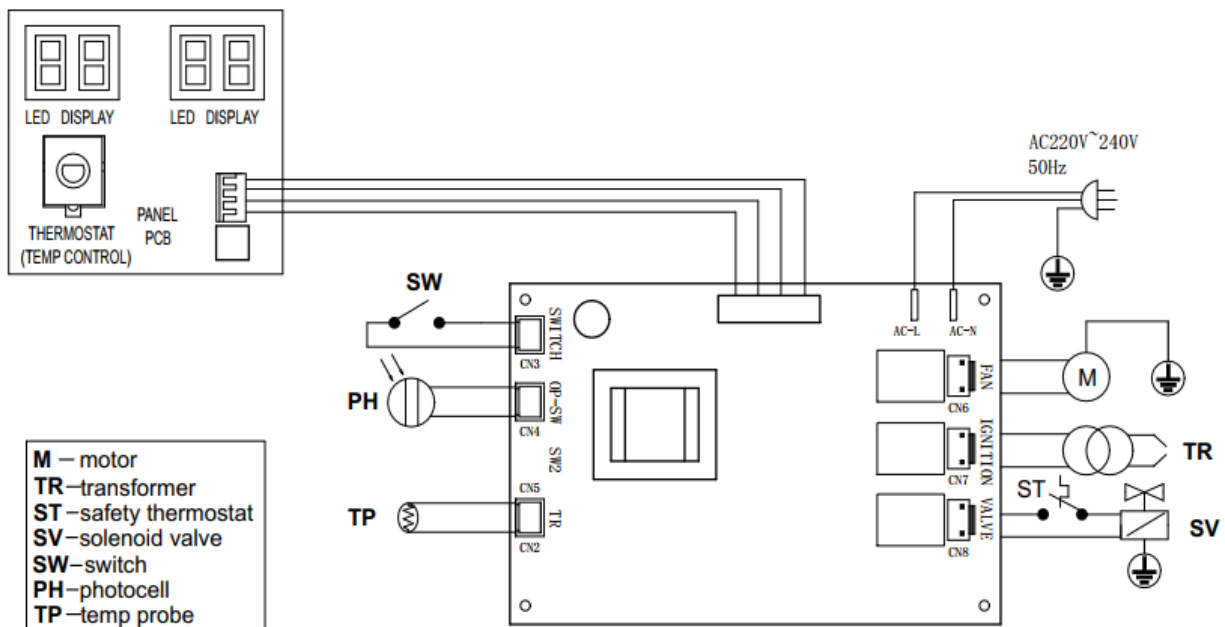 LED DISPLAY
LED DISPLAY
THERMOSTAT
(TEMP CONTROL)
PANEL
PCB
AC220V~240V
50Hz
SW
SWITCH
CN3
AC-L
AC-N
PH
OP-SW
CN4
SW2
CN5
TP
TR
CN2
FAN
CN6
M
IGNITION
CN7
TR
VALVE
CN8
ST
SV
M – motor
TR–transformer
ST–safety thermostat
SV–solenoid valve
SW–switch
PH–photocell
TP–temp probe